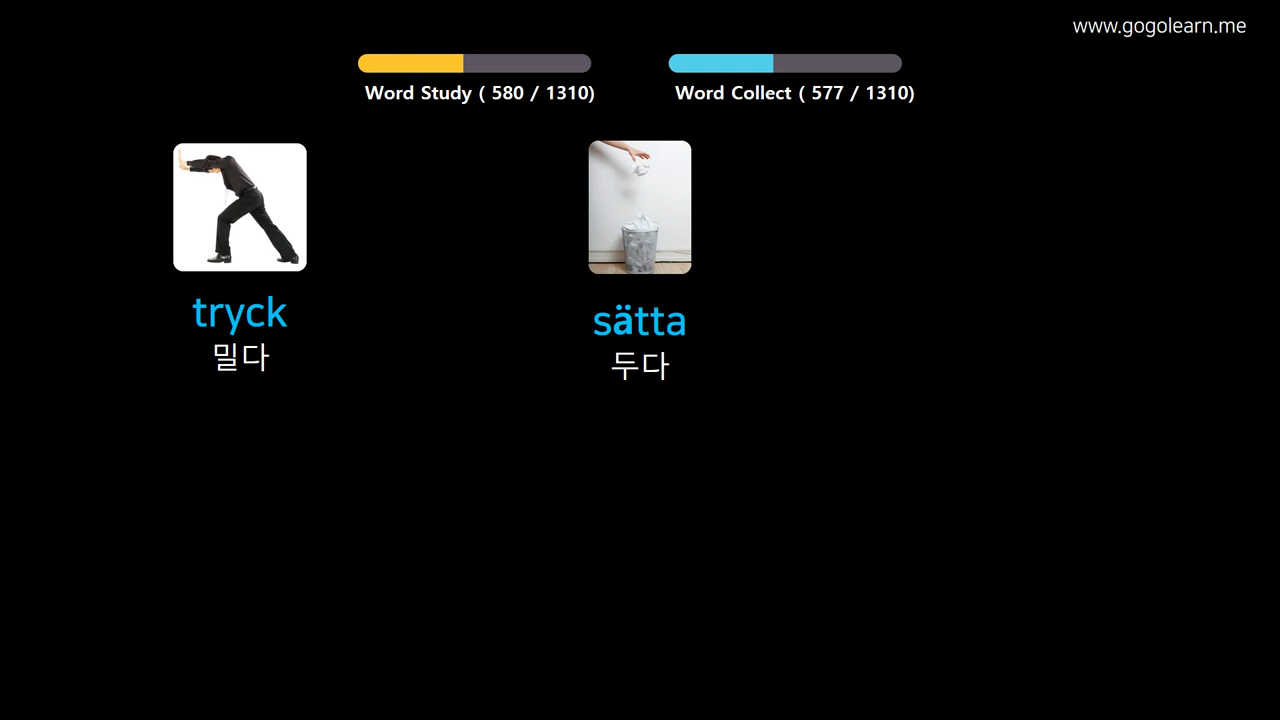 www.gogolearn.me
Word Study ( 580 / 1310)
Word Collect ( 577 / 1310)
tryck
밀다
sätta
두다